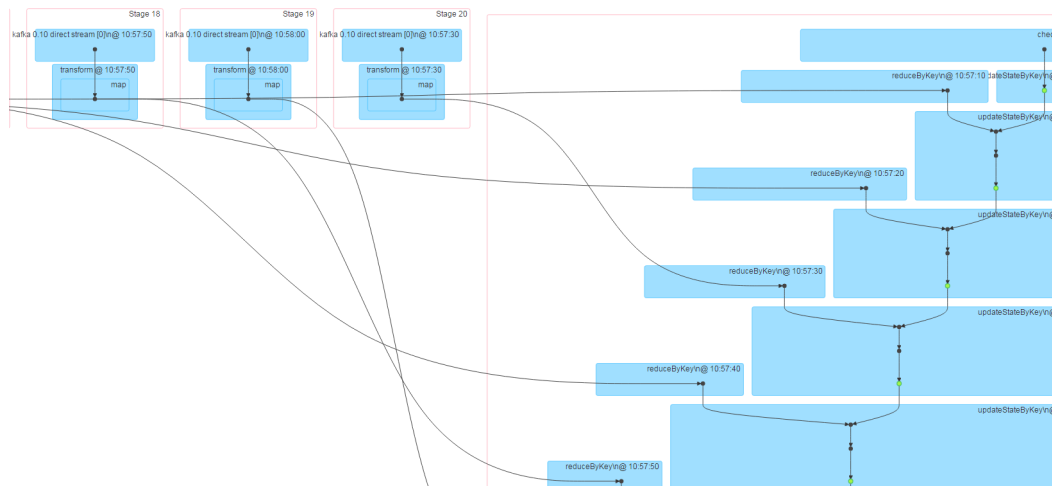 Stage 18
Stage 19
Stage 20
kafka 0.10 direct stream [0]\n@ 10:57:50
kafka 0.10 direct stream [0]\n@ 10:58:00
kafka 0.10 direct stream [0]\n@ 10:57:30
transform @ 10:57:50
transform @ 10:58:00
transform @ 10:57:30
map
map
map
reduceByKey\n@ 10:57:10
updateStateByKey\n@
reduceByKey\n@ 10:57:20
updateStateByKey\n@
reduceByKey\n@ 10:57:30
updateStateByKey\n@
reduceByKey\n@ 10:57:40
updateStateByKey\n@
reduceByKey\n@ 10:57:50